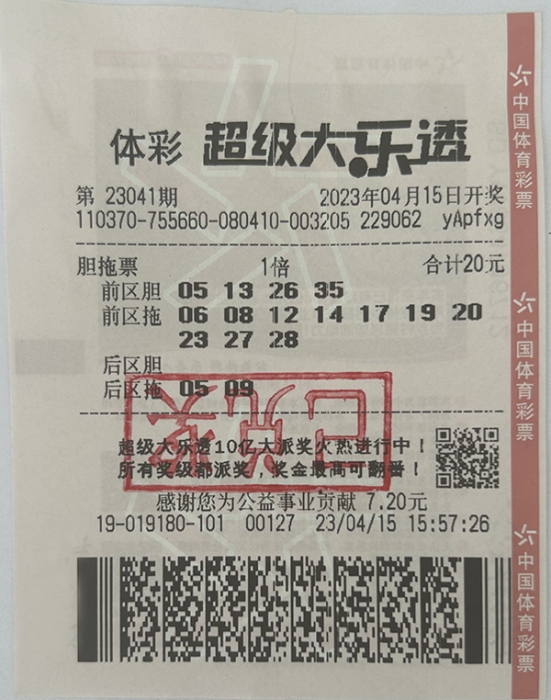 体彩 超级大乐透
第 23041期 2023年04月15日开奖
110370-755660-080410-003205 229062 yApfxg
胆拖票 1倍 合计20元
前区胆 05 13 26 35
前区拖 06 08 12 14 17 19 20
23 27 28
后区胆
后区拖 05 09
超级大乐透10亿大派奖火热进行中！
所有奖级都派奖，奖金最高可翻番！
感谢您为公益事业贡献 7.20元
19-019180-101 00127 23/04/15 15:57:26
中国体育彩票
中国体育彩票
中国体育彩票